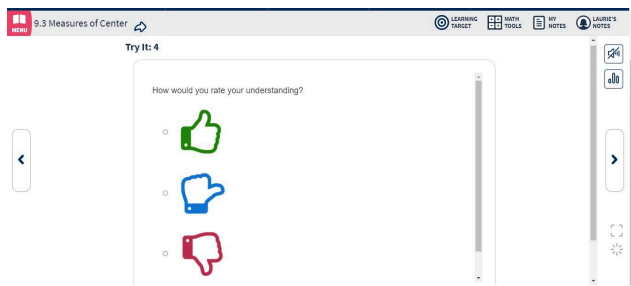 MENU
9.3 Measures of Center
LEARNING
TARGET
MATH
TOOLS
MY
NOTES
LAURIE'S
NOTES
Try It: 4
How would you rate your understanding?